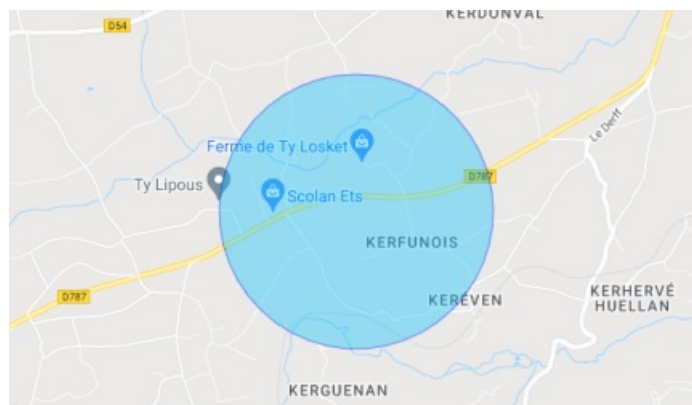 KERDONVAL
D54
Ferme de Ty Losket
Le Derff
Ty Lipous
D787
Scolan Ets
KERFUNOIS
KERÉVEN
KERHERVÉ
HUELLAN
D787
KERGUENAN